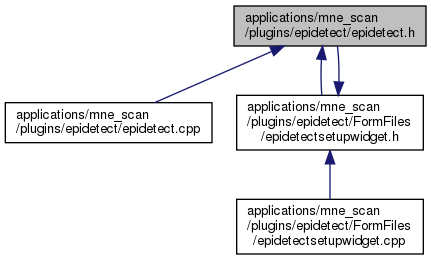 applications/mne_scan
/plugins/epidetect/epidetect.h
applications/mne_scan
/plugins/epidetect/epidetect.cpp
applications/mne_scan
/plugins/epidetect/FormFiles
/epidetectsetupwidget.h
applications/mne_scan
/plugins/epidetect/FormFiles
/epidetectsetupwidget.cpp